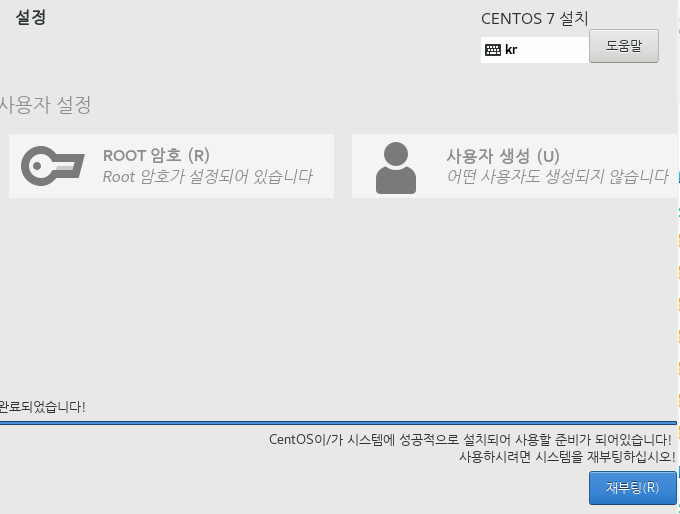 설정
CENTOS 7 설치
kr
도움말
사용자 설정
ROOT 암호 (R)
Root 암호가 설정되어 있습니다
사용자 생성 (U)
어떤 사용자도 생성되지 않습니다
완료되었습니다!
CentOS이/가 시스템에 성공적으로 설치되어 사용할 준비가 되어있습니다!
사용하시려면 시스템을 재부팅하십시오!
재부팅(R)